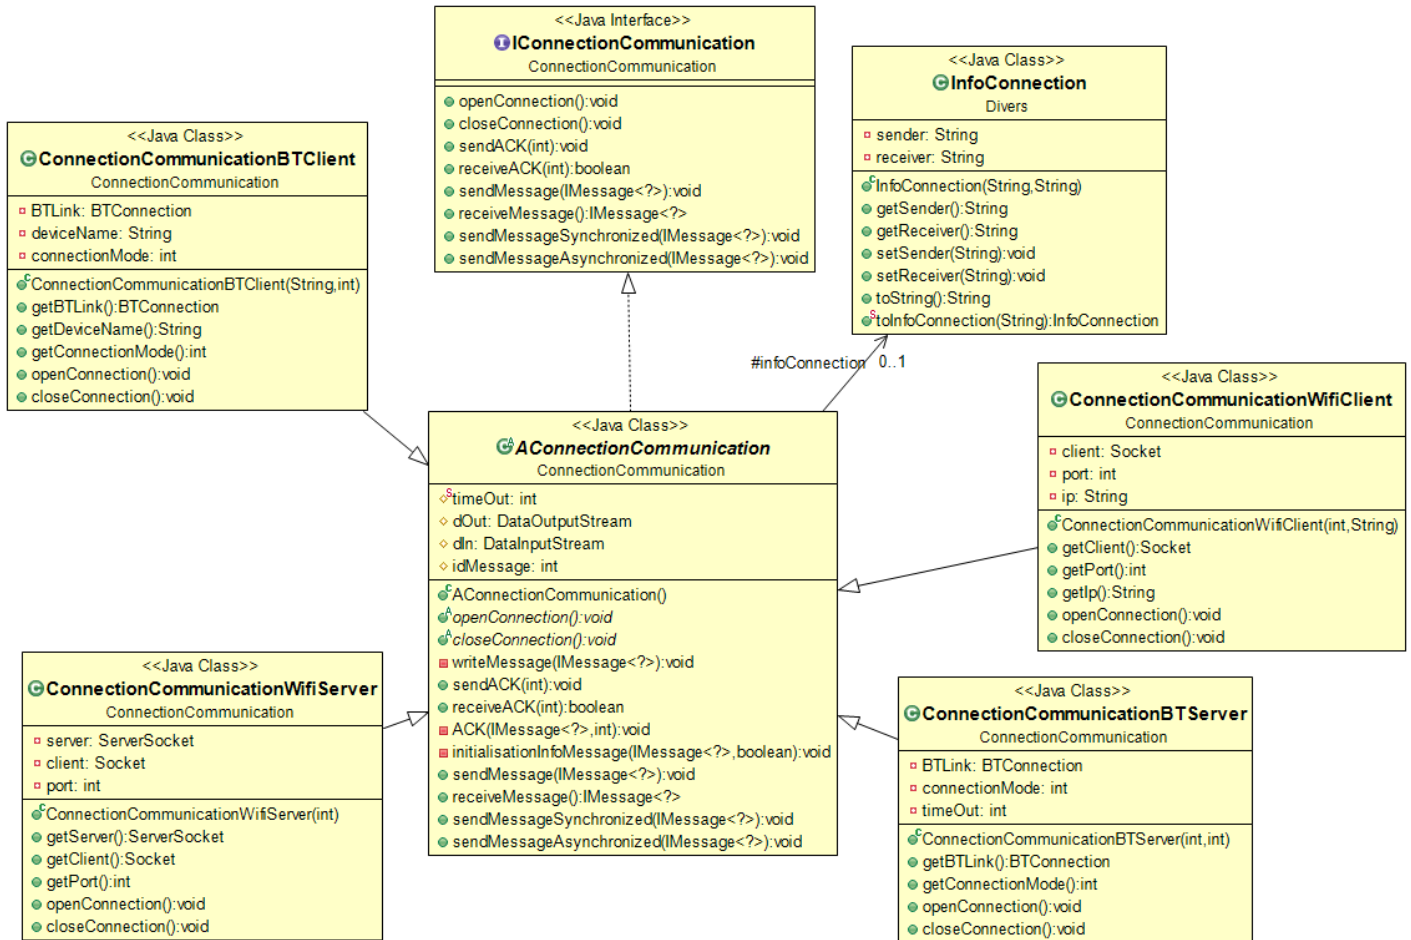 <<Java Interface>>
IConnectionCommunication
ConnectionCommunication
openConnection():void
closeConnection():void
sendACK(int):void
receiveACK(int):boolean
sendMessage(IMessage<?>):void
receiveMessage():IMessage<?>
sendMessageSynchronized(IMessage<?>):void
sendMessageAsynchronized(IMessage<?>):void
<<Java Class>>
InfoConnection
Divers
sender: String
receiver: String
InfoConnection(String,String)
getSender():String
getReceiver():String
setSender(String):void
setReceiver(String):void
toString():String
toInfoConnection(String):InfoConnection
<<Java Class>>
ConnectionCommunicationBTClient
ConnectionCommunication
BTLink: BTConnection
deviceName: String
connectionMode: int
ConnectionCommunicationBTClient(String,int)
getBTLink():BTConnection
getDeviceName():String
getConnectionMode():int
openConnection():void
closeConnection():void
#infoConnection 0..1
<<Java Class>>
ConnectionCommunicationWifiClient
ConnectionCommunication
client: Socket
port: int
ip: String
ConnectionCommunicationWifiClient(int,String)
getClient():Socket
getPort():int
getIp():String
openConnection():void
closeConnection():void
<<Java Class>>
AConnectionCommunication
ConnectionCommunication
timeOut: int
dOut: DataOutputStream
dIn: DataInputStream
idMessage: int
AConnectionCommunication()
openConnection():void
closeConnection():void
writeMessage(IMessage<?>):void
sendACK(int):void
receiveACK(int):boolean
ACK(IMessage<?>,int):void
initialisationInfoMessage(IMessage<?>,boolean):void
sendMessage(IMessage<?>):void
receiveMessage():IMessage<?>
sendMessageSynchronized(IMessage<?>):void
sendMessageAsynchronized(IMessage<?>):void
<<Java Class>>
ConnectionCommunicationWifiServer
ConnectionCommunication
server: ServerSocket
client: Socket
port: int
ConnectionCommunicationWifiServer(int)
getServer():ServerSocket
getClient():Socket
getPort():int
openConnection():void
closeConnection():void
<<Java Class>>
ConnectionCommunicationBTServer
ConnectionCommunication
BTLink: BTConnection
connectionMode: int
timeOut: int
ConnectionCommunicationBTServer(int,int)
getBTLink():BTConnection
getConnectionMode():int
openConnection():void
closeConnection():void